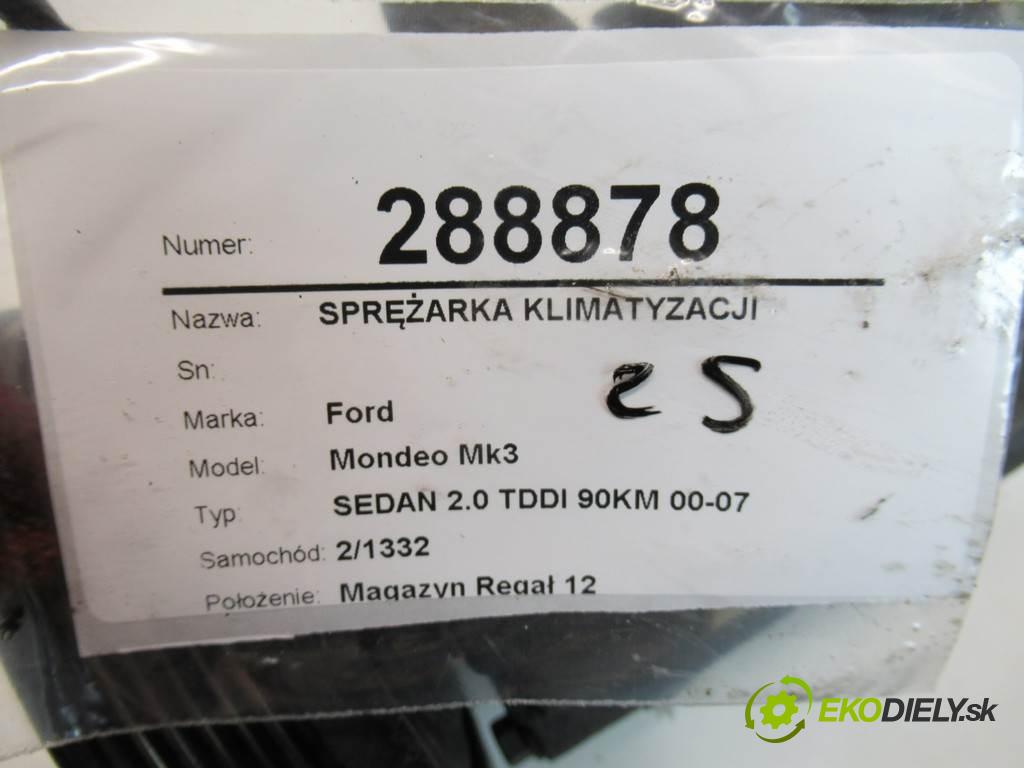 Numer: 288878
Nazwa: SPRĘŻARKA KLIMATYZACJI
Sn:
25
Marka: Ford
Model: Mondeo Mk3
Typ: SEDAN 2.0 TDDI 90KM 00-07
Samochód: 2/1332
Położenie: Magazyn Regał 12
EKODIELY.sk